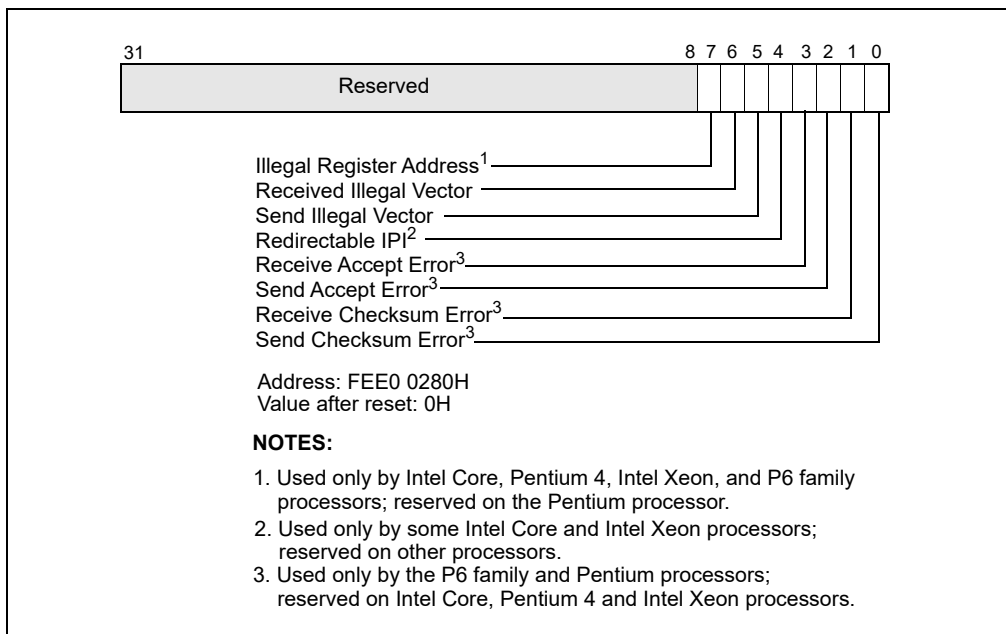 31 8 7 6 5 4 3 2 1 0
Reserved
Illegal Register Address1
Received Illegal Vector
Send Illegal Vector
Redirectable IPI2
Receive Accept Error3
Send Accept Error3
Receive Checksum Error3
Send Checksum Error3
Address: FEE0 0280H
Value after reset: 0H
NOTES:
1. Used only by Intel Core, Pentium 4, Intel Xeon, and P6 family
processors; reserved on the Pentium processor.
2. Used only by some Intel Core and Intel Xeon processors;
reserved on other processors.
3. Used only by the P6 family and Pentium processors;
reserved on Intel Core, Pentium 4 and Intel Xeon processors.